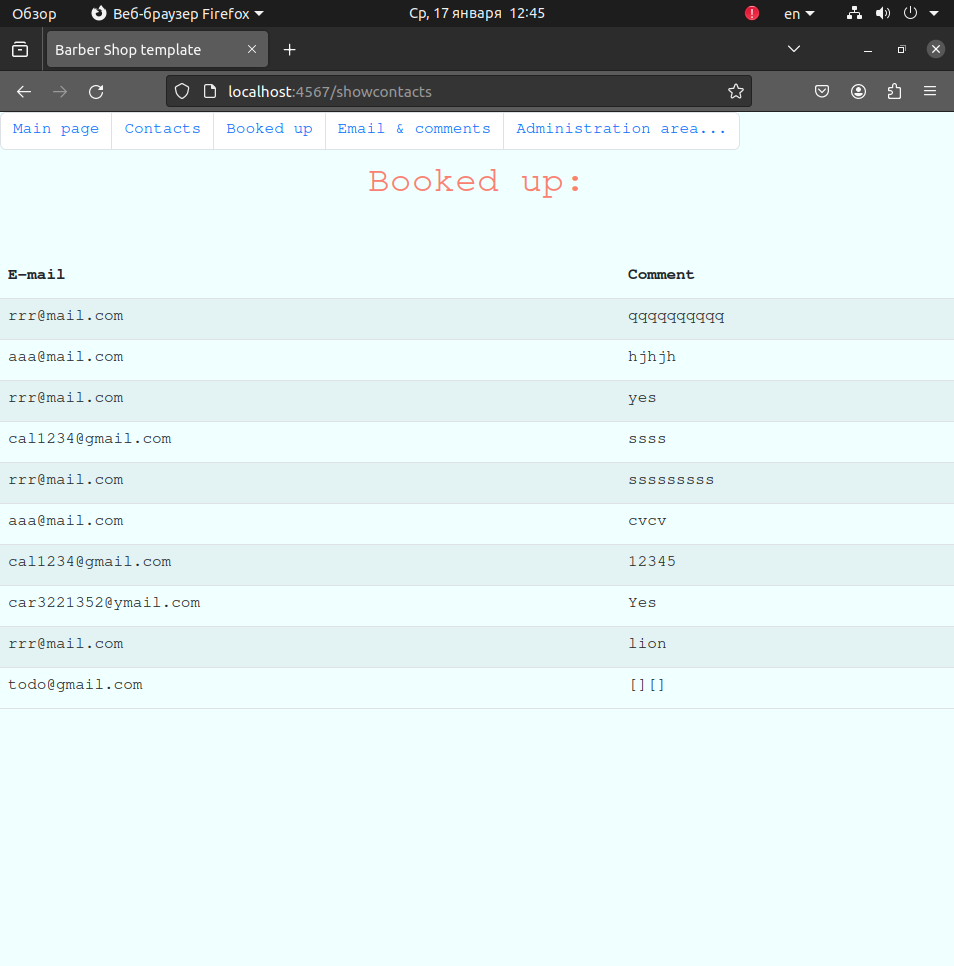 Обзор Веб-браузер Firefox Ср, 17 января 12:45 en
Barber Shop template
localhost:4567/showcontacts
Main page Contacts Booked up Email & comments Administration area...
Booked up:
E-mail Comment
rrr@mail.com qqqqqqqqqq
aaa@mail.com hjhjh
rrr@mail.com yes
cal1234@gmail.com ssss
rrr@mail.com sssssssss
aaa@mail.com cvcv
cal1234@gmail.com 12345
car3221352@ymail.com Yes
rrr@mail.com lion
todo@gmail.com [][]